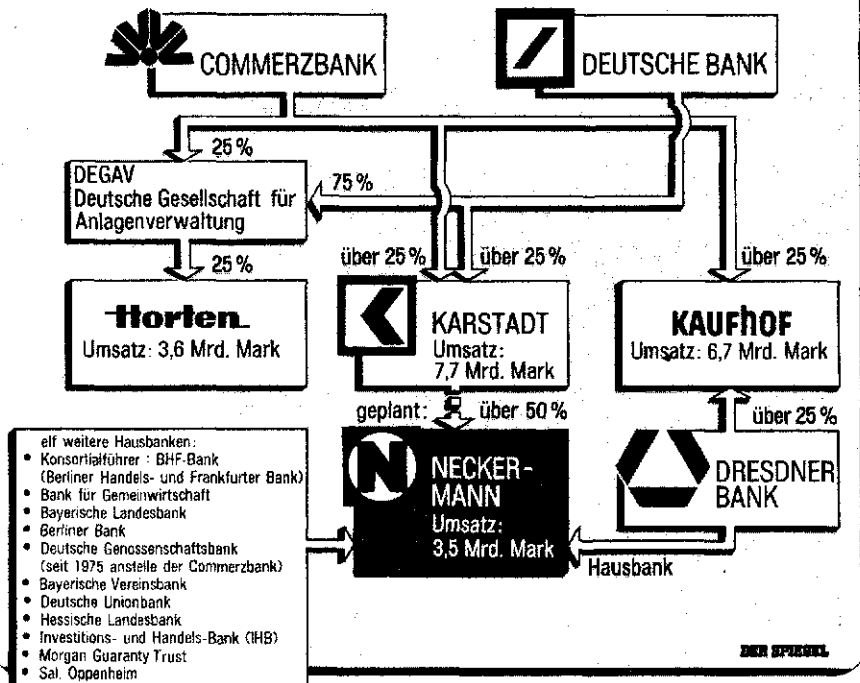 COMMERZBANK
DEUTSCHE BANK
25%
DEGAV
Deutsche Gesellschaft für
Anlagenverwaltung
75%
25%
über 25%
über 25%
über 25%
Horten
Umsatz: 3,6 Mrd. Mark
KARSTADT
Umsatz:
7,7 Mrd. Mark
KAUFHOF
Umsatz: 6,7 Mrd. Mark
geplant:
über 50%
über 25%
elf weitere Hausbanken:
• Konsortialführer : BHF-Bank
(Berliner Handels- und Frankfurter Bank)
• Bank für Gemeinwirtschaft
• Bayerische Landesbank
• Berliner Bank
• Deutsche Genossenschaftsbank
(seit 1975 anstelle der Commerzbank)
• Bayerische Vereinsbank
• Deutsche Unionbank
• Hessische Landesbank
• Investitions- und Handels-Bank (IHB)
• Morgan Guaranty Trust
• Sal. Oppenheim
N
NECKER-
MANN
Umsatz:
3,5 Mrd. Mark
DRESDNER
BANK
Hausbank
DER SPIEGEL